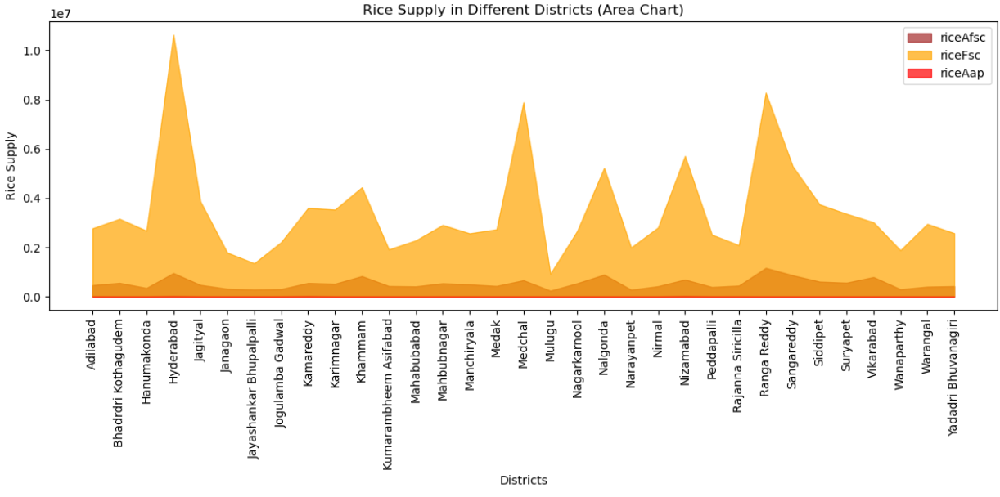 Rice Supply in Different Districts (Area Chart)
1e7
riceAfsc
riceFsc
riceAap
1.0
0.8
0.6
0.4
0.2
0.0
Rice Supply
Adilabad
Bhadrdri Kothagudem
Hanumakonda
Hyderabad
Jagityal
Janagaon
Jayashankar Bhupalpalli
Jogulamba Gadwal
Kamareddy
Karimnagar
Khammam
Kumarambheem Asifabad
Mahabubabad
Mahbubnagar
Manchiryala
Medak
Medchal
Mulugu
Nagarkarnool
Nalgonda
Narayanpet
Nirmal
Nizamabad
Peddapalli
Rajanna Siricilla
Ranga Reddy
Sangareddy
Siddipet
Suryapet
Vikarabad
Wanaparthy
Warangal
Yadadri Bhuvanagiri
Districts